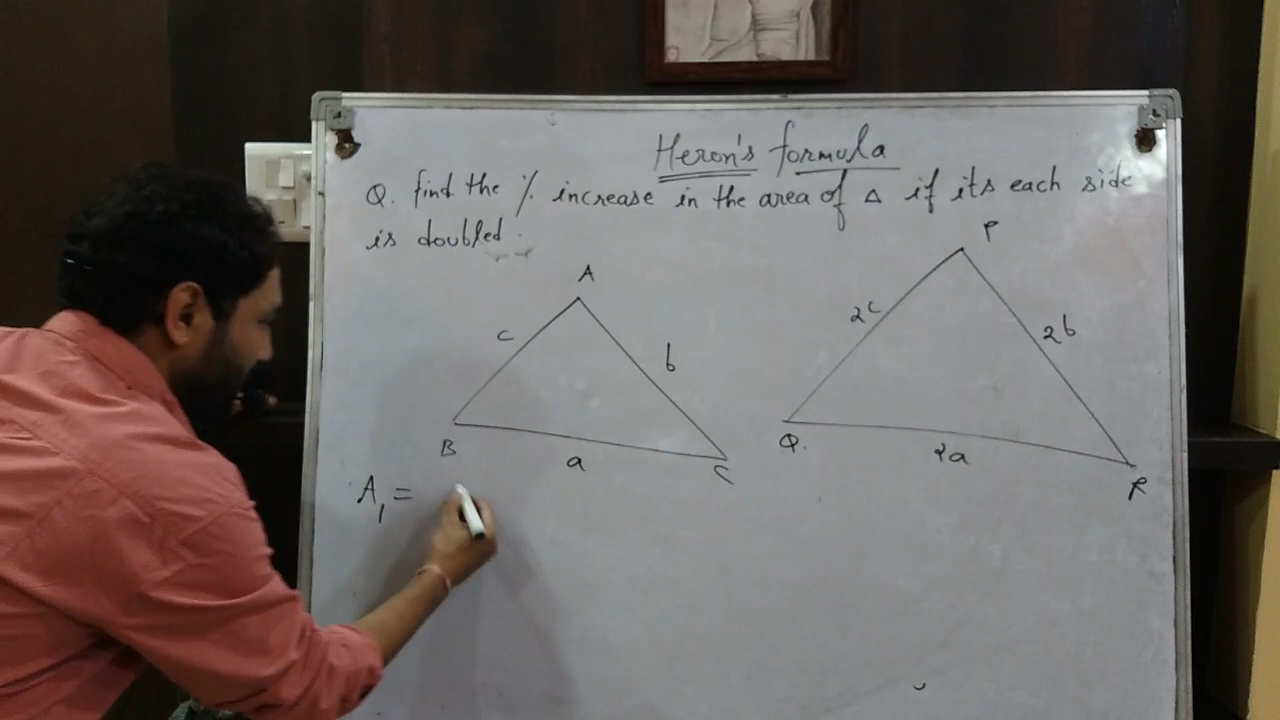 Heron's formula
Q. find the % increase in the area of △ if its each side
is doubled.
A
P
c
b
2c
2b
B
a
C
Q.
2a
R
A₁ =